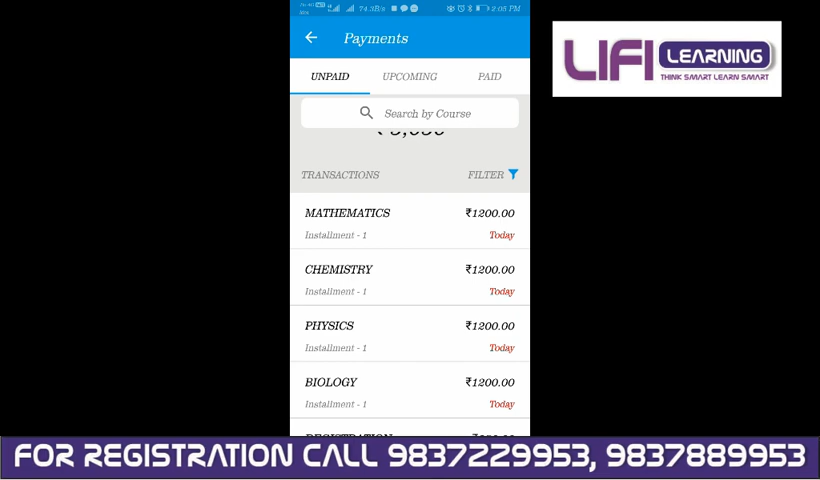 74.3B/s
2:05 PM
Payments
UNPAID UPCOMING PAID
Search by Course
TRANSACTIONS FILTER
MATHEMATICS ₹1200.00
Installment - 1 Today
CHEMISTRY ₹1200.00
Installment - 1 Today
PHYSICS ₹1200.00
Installment - 1 Today
BIOLOGY ₹1200.00
Installment - 1 Today
REGISTRATION
LIFI LEARNING
THINK SMART LEARN SMART
FOR REGISTRATION CALL 9837229953, 9837889953